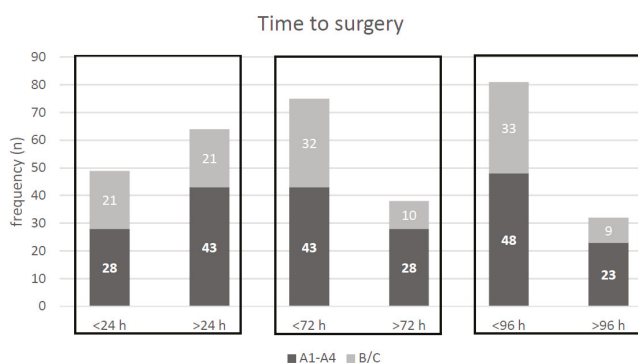 Time to surgery
frequency (n)
90
80
70
60
50
40
30
20
10
0
21 21 32 10 33 9
28 43 43 28 48 23
<24 h >24 h <72 h >72 h <96 h >96 h
A1-A4 B/C